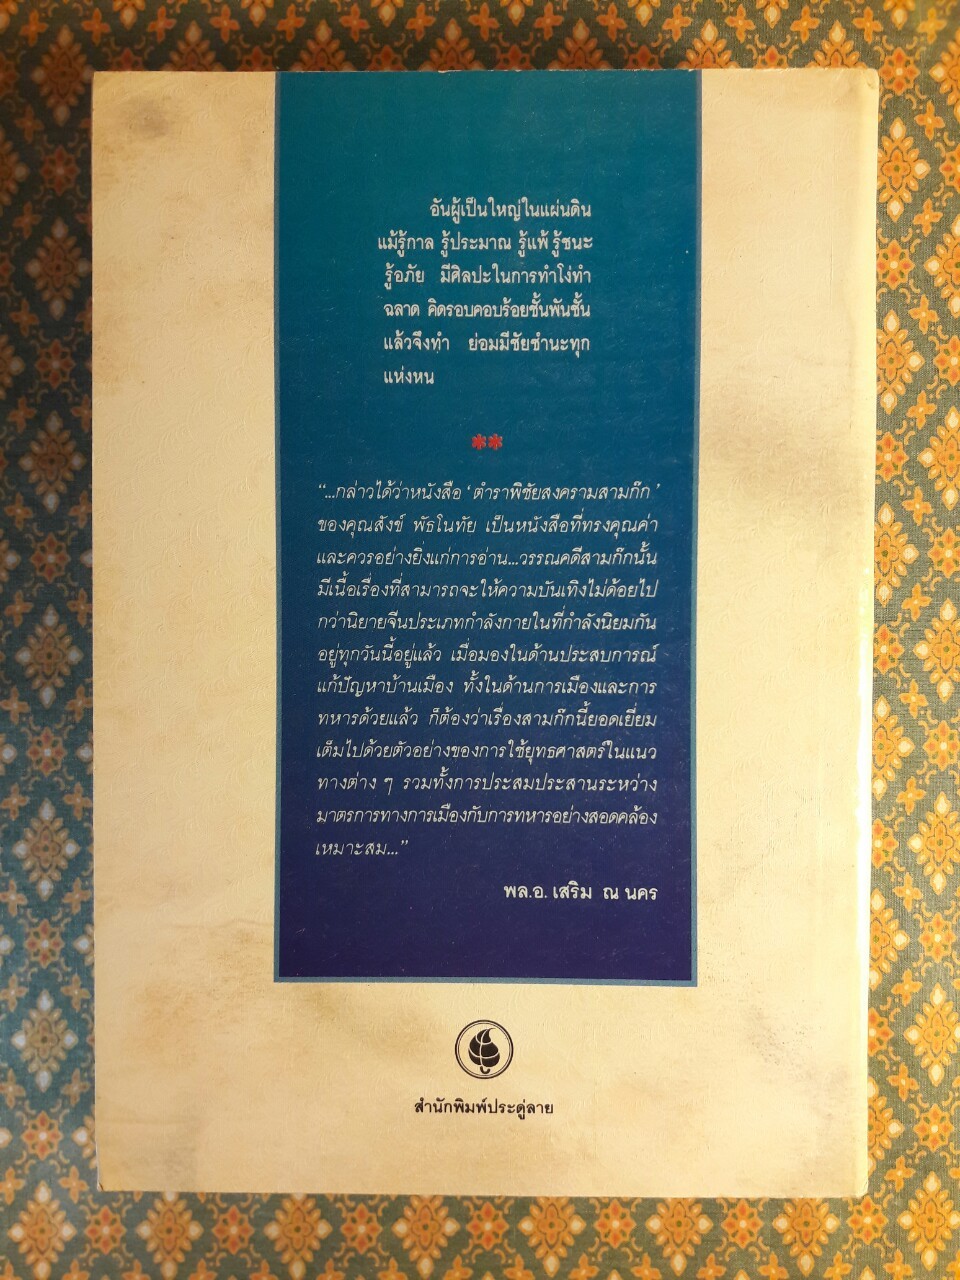 อันผู้เป็นใหญ่ในแผ่นดิน
แม้รู้กาล รู้ประมาณ รู้แพ้ รู้ชนะ
รู้อภัย มีศิลปะในการทำโง่ทำ
ฉลาด คิดรอบคอบร้อยชั้นพันชั้น
แล้วจึงทำ ย่อมมีชัยชำนะทุก
แห่งหน
**
“...กล่าวได้ว่าหนังสือ ‘ตำราพิชัยสงครามสามก๊ก’
ของคุณสังข์ พัธโนทัย เป็นหนังสือที่ทรงคุณค่า
และควรอย่างยิ่งแก่การอ่าน...วรรณคดีสามก๊กนั้น
มีเนื้อเรื่องที่สามารถจะให้ความบันเทิงไม่ด้อยไป
กว่านิยายจีนประเภทกำลังภายในที่กำลังนิยมกัน
อยู่ทุกวันนี้อยู่แล้ว เมื่อมองในด้านประสบการณ์
แก้ปัญหาบ้านเมือง ทั้งในด้านการเมืองและการ
ทหารด้วยแล้ว ก็ต้องว่าเรื่องสามก๊กนี้ยอดเยี่ยม
เต็มไปด้วยตัวอย่างของการใช้ยุทธศาสตร์ในแนว
ทางต่าง ๆ รวมทั้งการประสมประสานระหว่าง
มาตรการทางการเมืองกับการทหารอย่างสอดคล้อง
เหมาะสม...”
พล.อ. เสริม ณ นคร
สำนักพิมพ์ประดู่ลาย